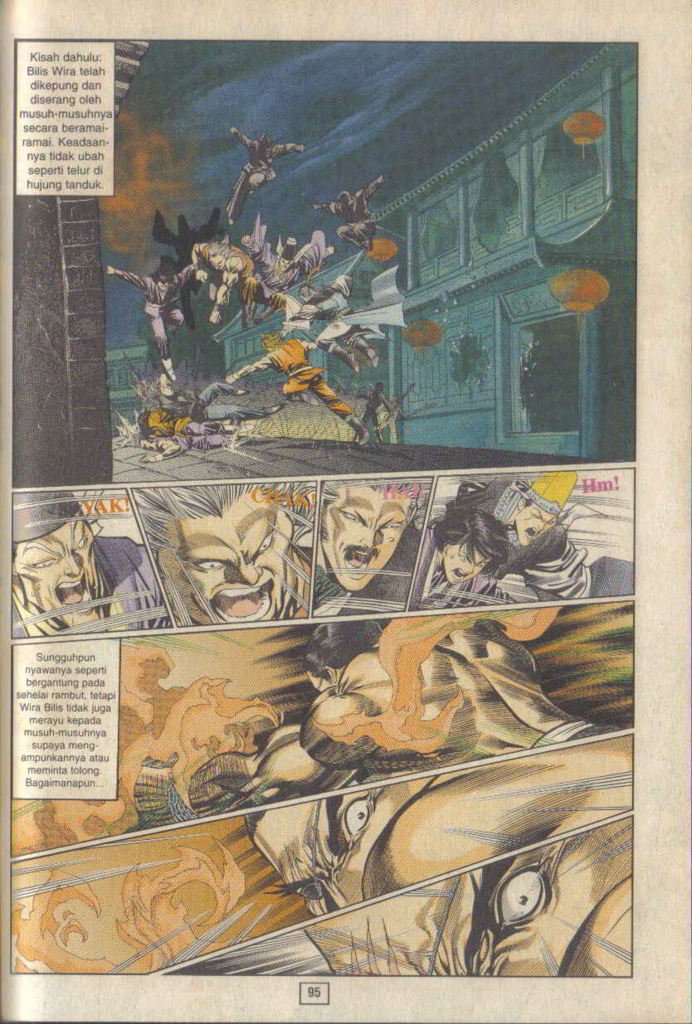 Kisah dahulu:
Bilis Wira telah
dikepung dan
diserang oleh
musuh-musuhnya
secara beramai-
ramai. Keadaan-
nya tidak ubah
seperti telur di
hujung tanduk.
YAK!
Hm!
Sungguhpun
nyawanya seperti
bergantung pada
sehelai rambut, tetapi
Wira Bilis tidak juga
merayu kepada
musuh-musuhnya
supaya meng-
ampunkannya atau
meminta tolong.
Bagaimanapun...
95